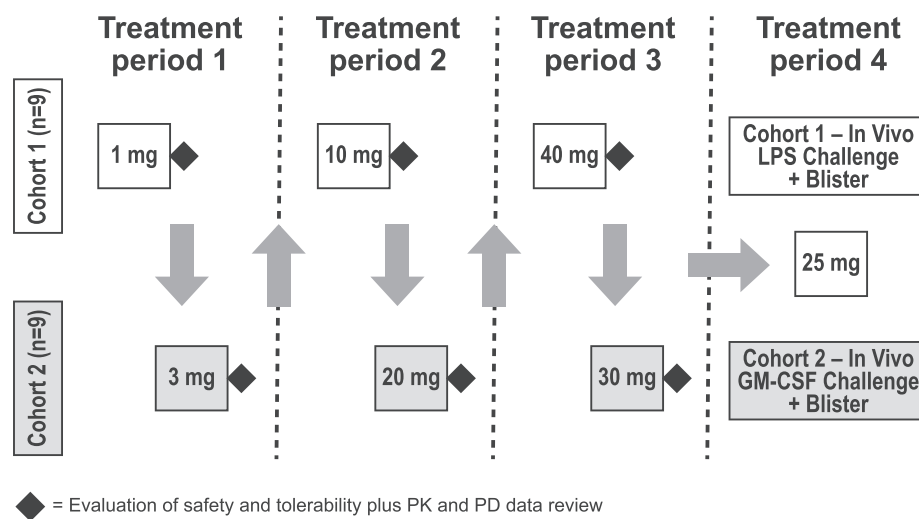 Treatment
period 1
Treatment
period 2
Treatment
period 3
Treatment
period 4
Cohort 1 (n=9)
1 mg
10 mg
40 mg
Cohort 1 – In Vivo
LPS Challenge
+ Blister
25 mg
Cohort 2 (n=9)
3 mg
20 mg
30 mg
Cohort 2 – In Vivo
GM-CSF Challenge
+ Blister
= Evaluation of safety and tolerability plus PK and PD data review